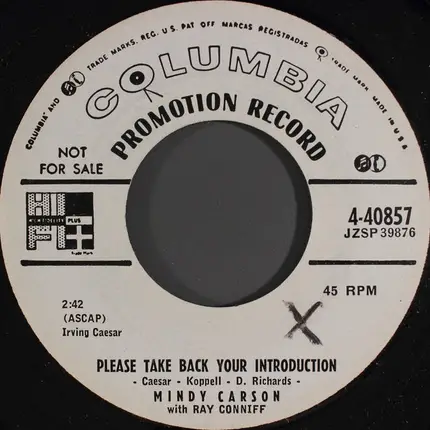 "COLUMBIA" AND TRADE MARKS, REG. U.S. PAT OFF MARCAS REGISTRADAS TRADE MARK MADE IN U.S.A.
COLUMBIA
PROMOTION RECORD
NOT
FOR SALE
HI
FI
PLUS
4-40857
JZSP 39876
2:42
(ASCAP)
Irving Caesar
45 RPM
X
PLEASE TAKE BACK YOUR INTRODUCTION
- Caesar - Koppell - D. Richards -
MINDY CARSON
with RAY CONNIFF